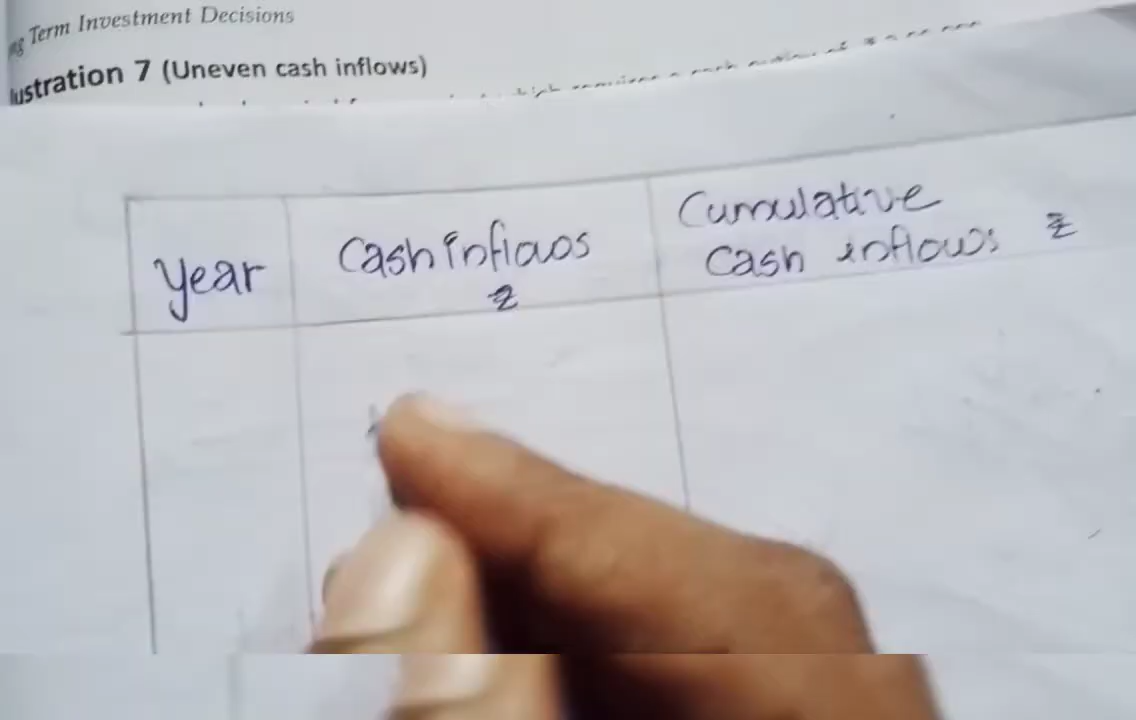 Term Investment Decisions
lustration 7 (Uneven cash inflows)
Year
Cash inflows
₹
Cumulative
Cash inflows ₹